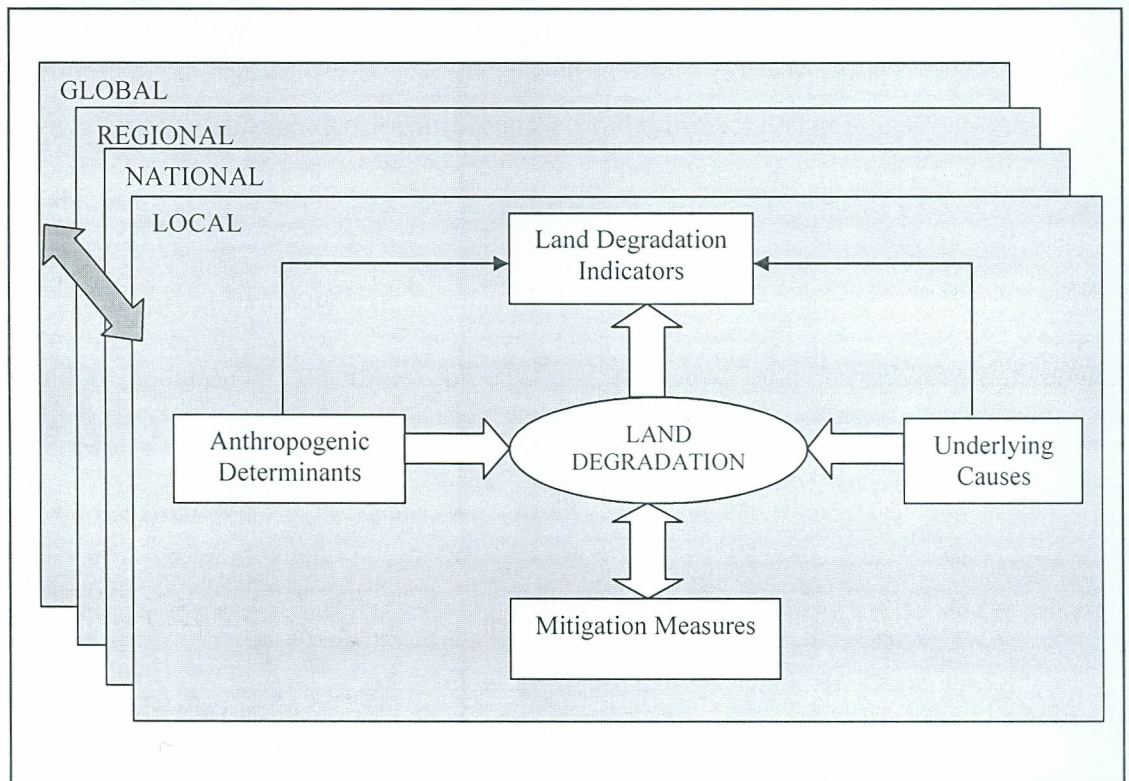 GLOBAL
REGIONAL
NATIONAL
LOCAL
Land Degradation
Indicators
Anthropogenic
Determinants
LAND
DEGRADATION
Underlying
Causes
Mitigation Measures